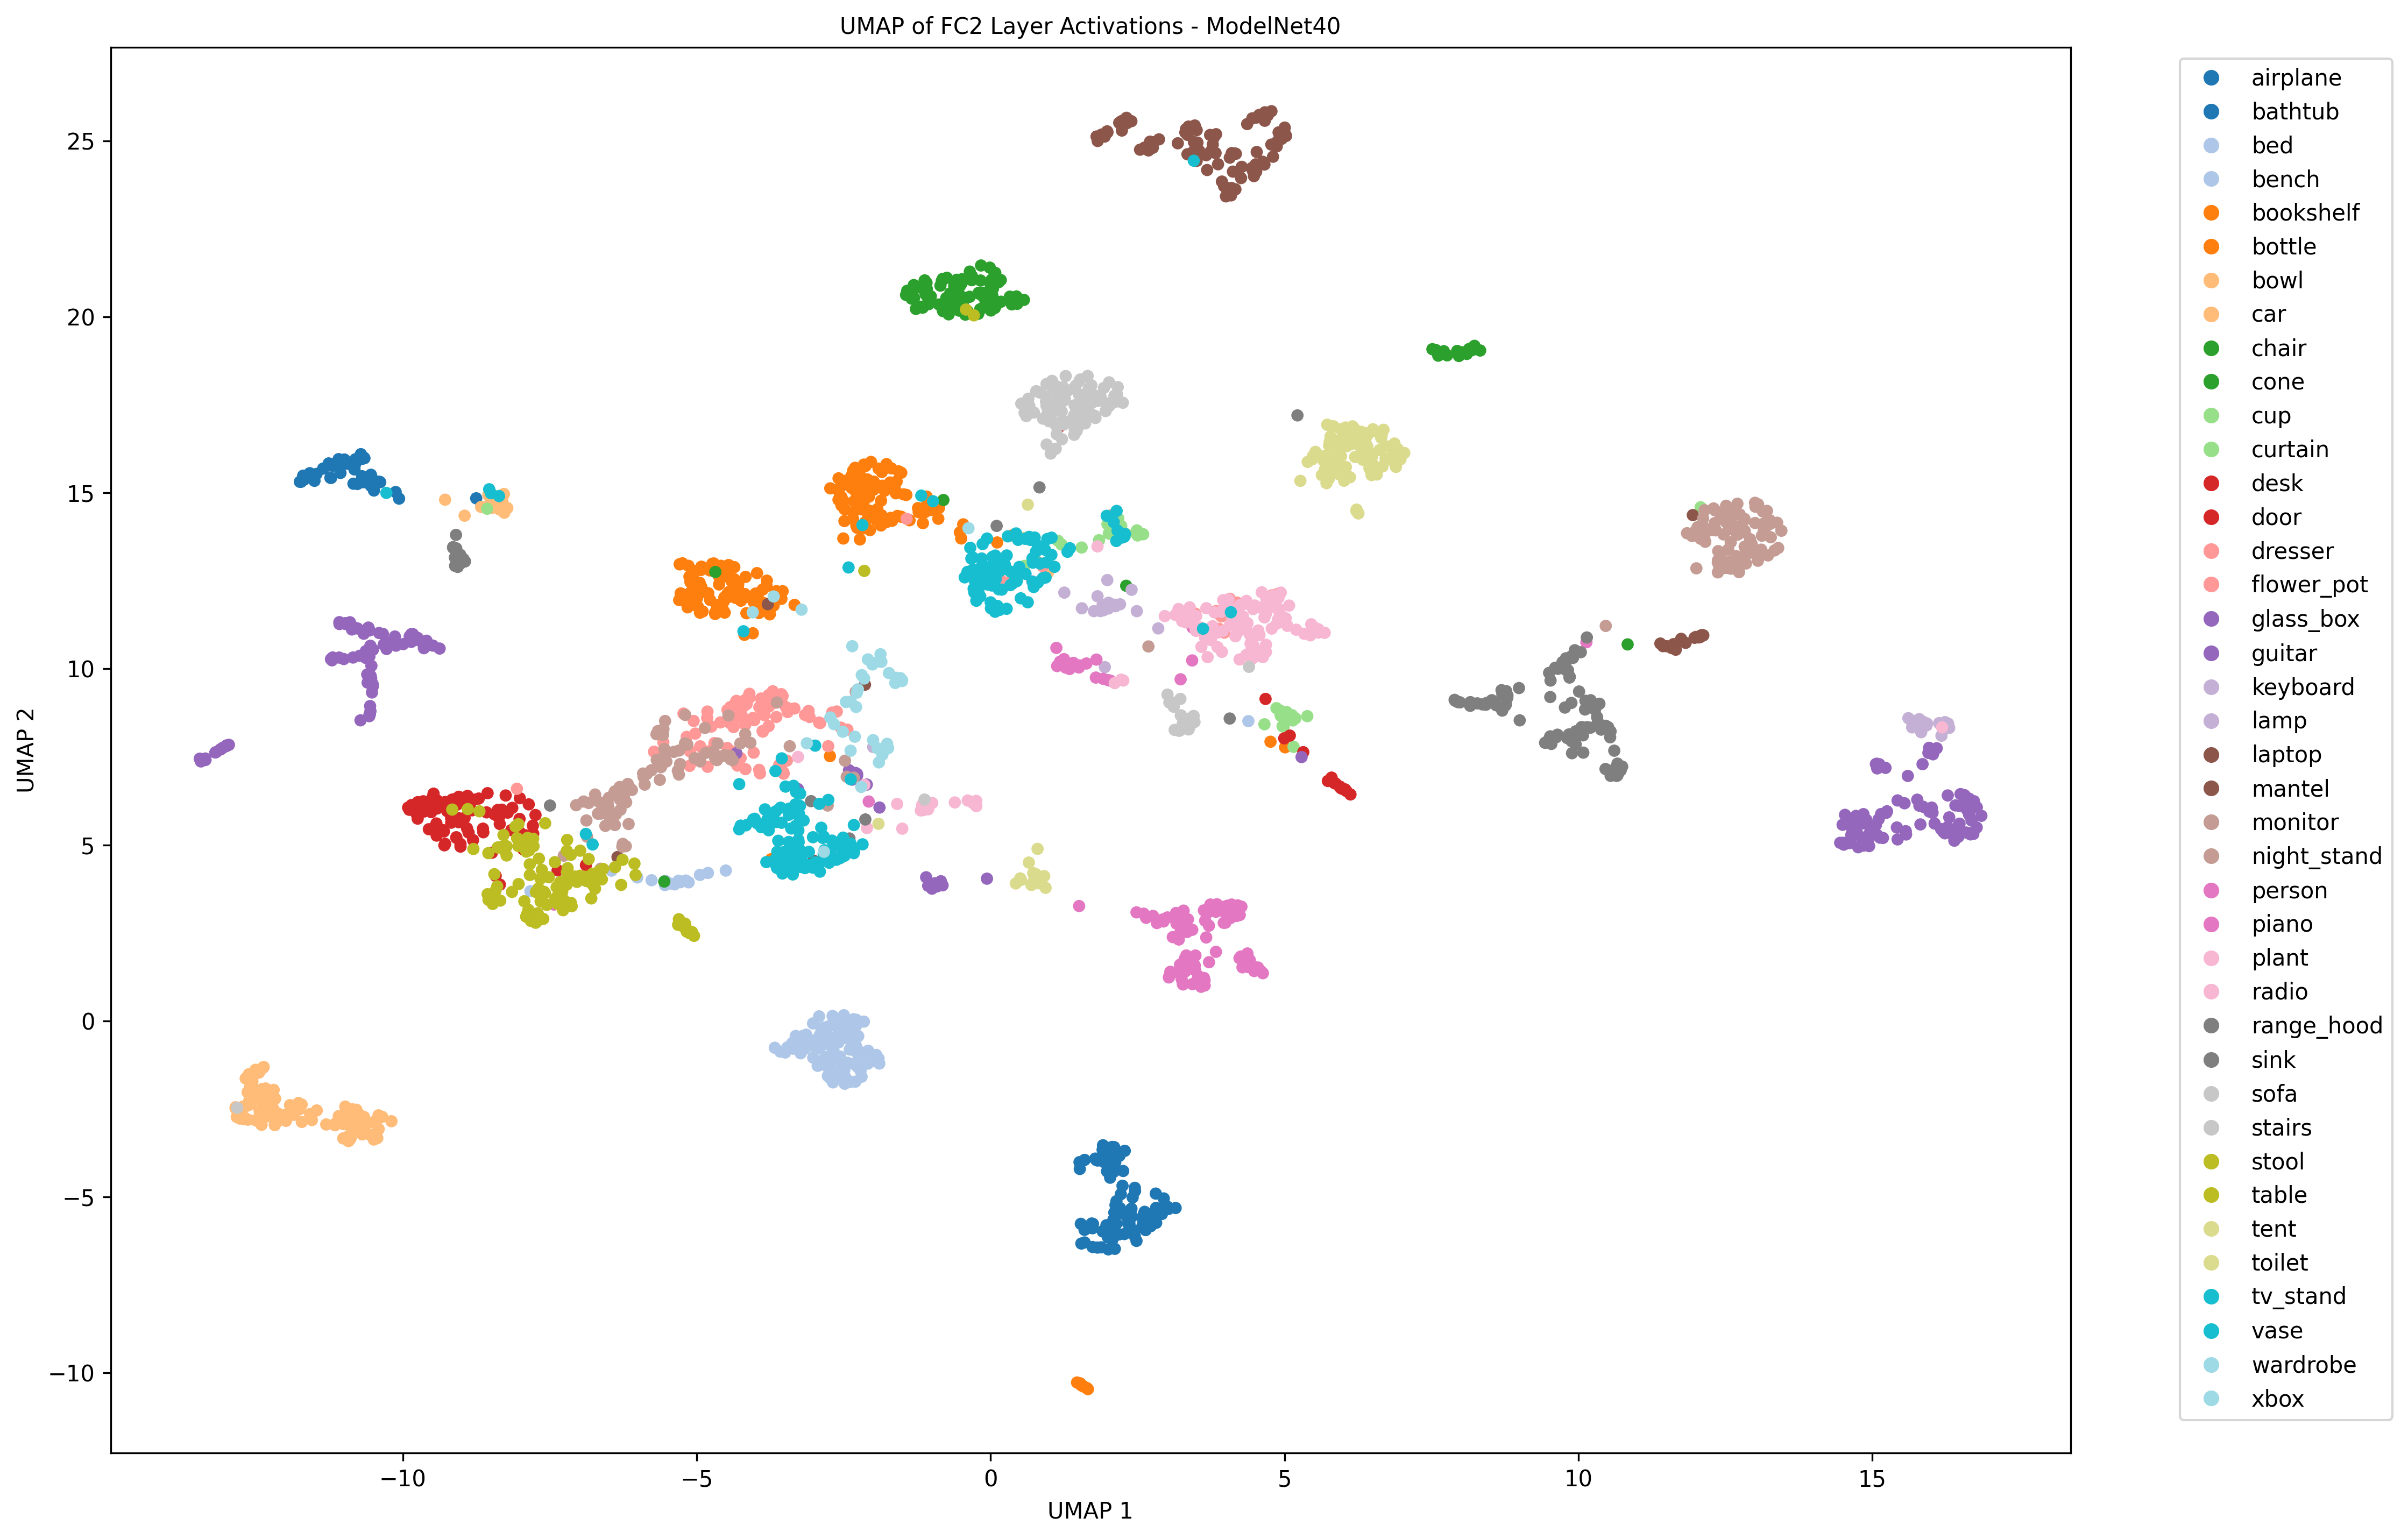 UMAP of FC2 Layer Activations - ModelNet40
25
20
15
10
5
0
−5
−10
UMAP 2
−10 −5 0 5 10 15
UMAP 1
airplane
bathtub
bed
bench
bookshelf
bottle
bowl
car
chair
cone
cup
curtain
desk
door
dresser
flower_pot
glass_box
guitar
keyboard
lamp
laptop
mantel
monitor
night_stand
person
piano
plant
radio
range_hood
sink
sofa
stairs
stool
table
tent
toilet
tv_stand
vase
wardrobe
xbox